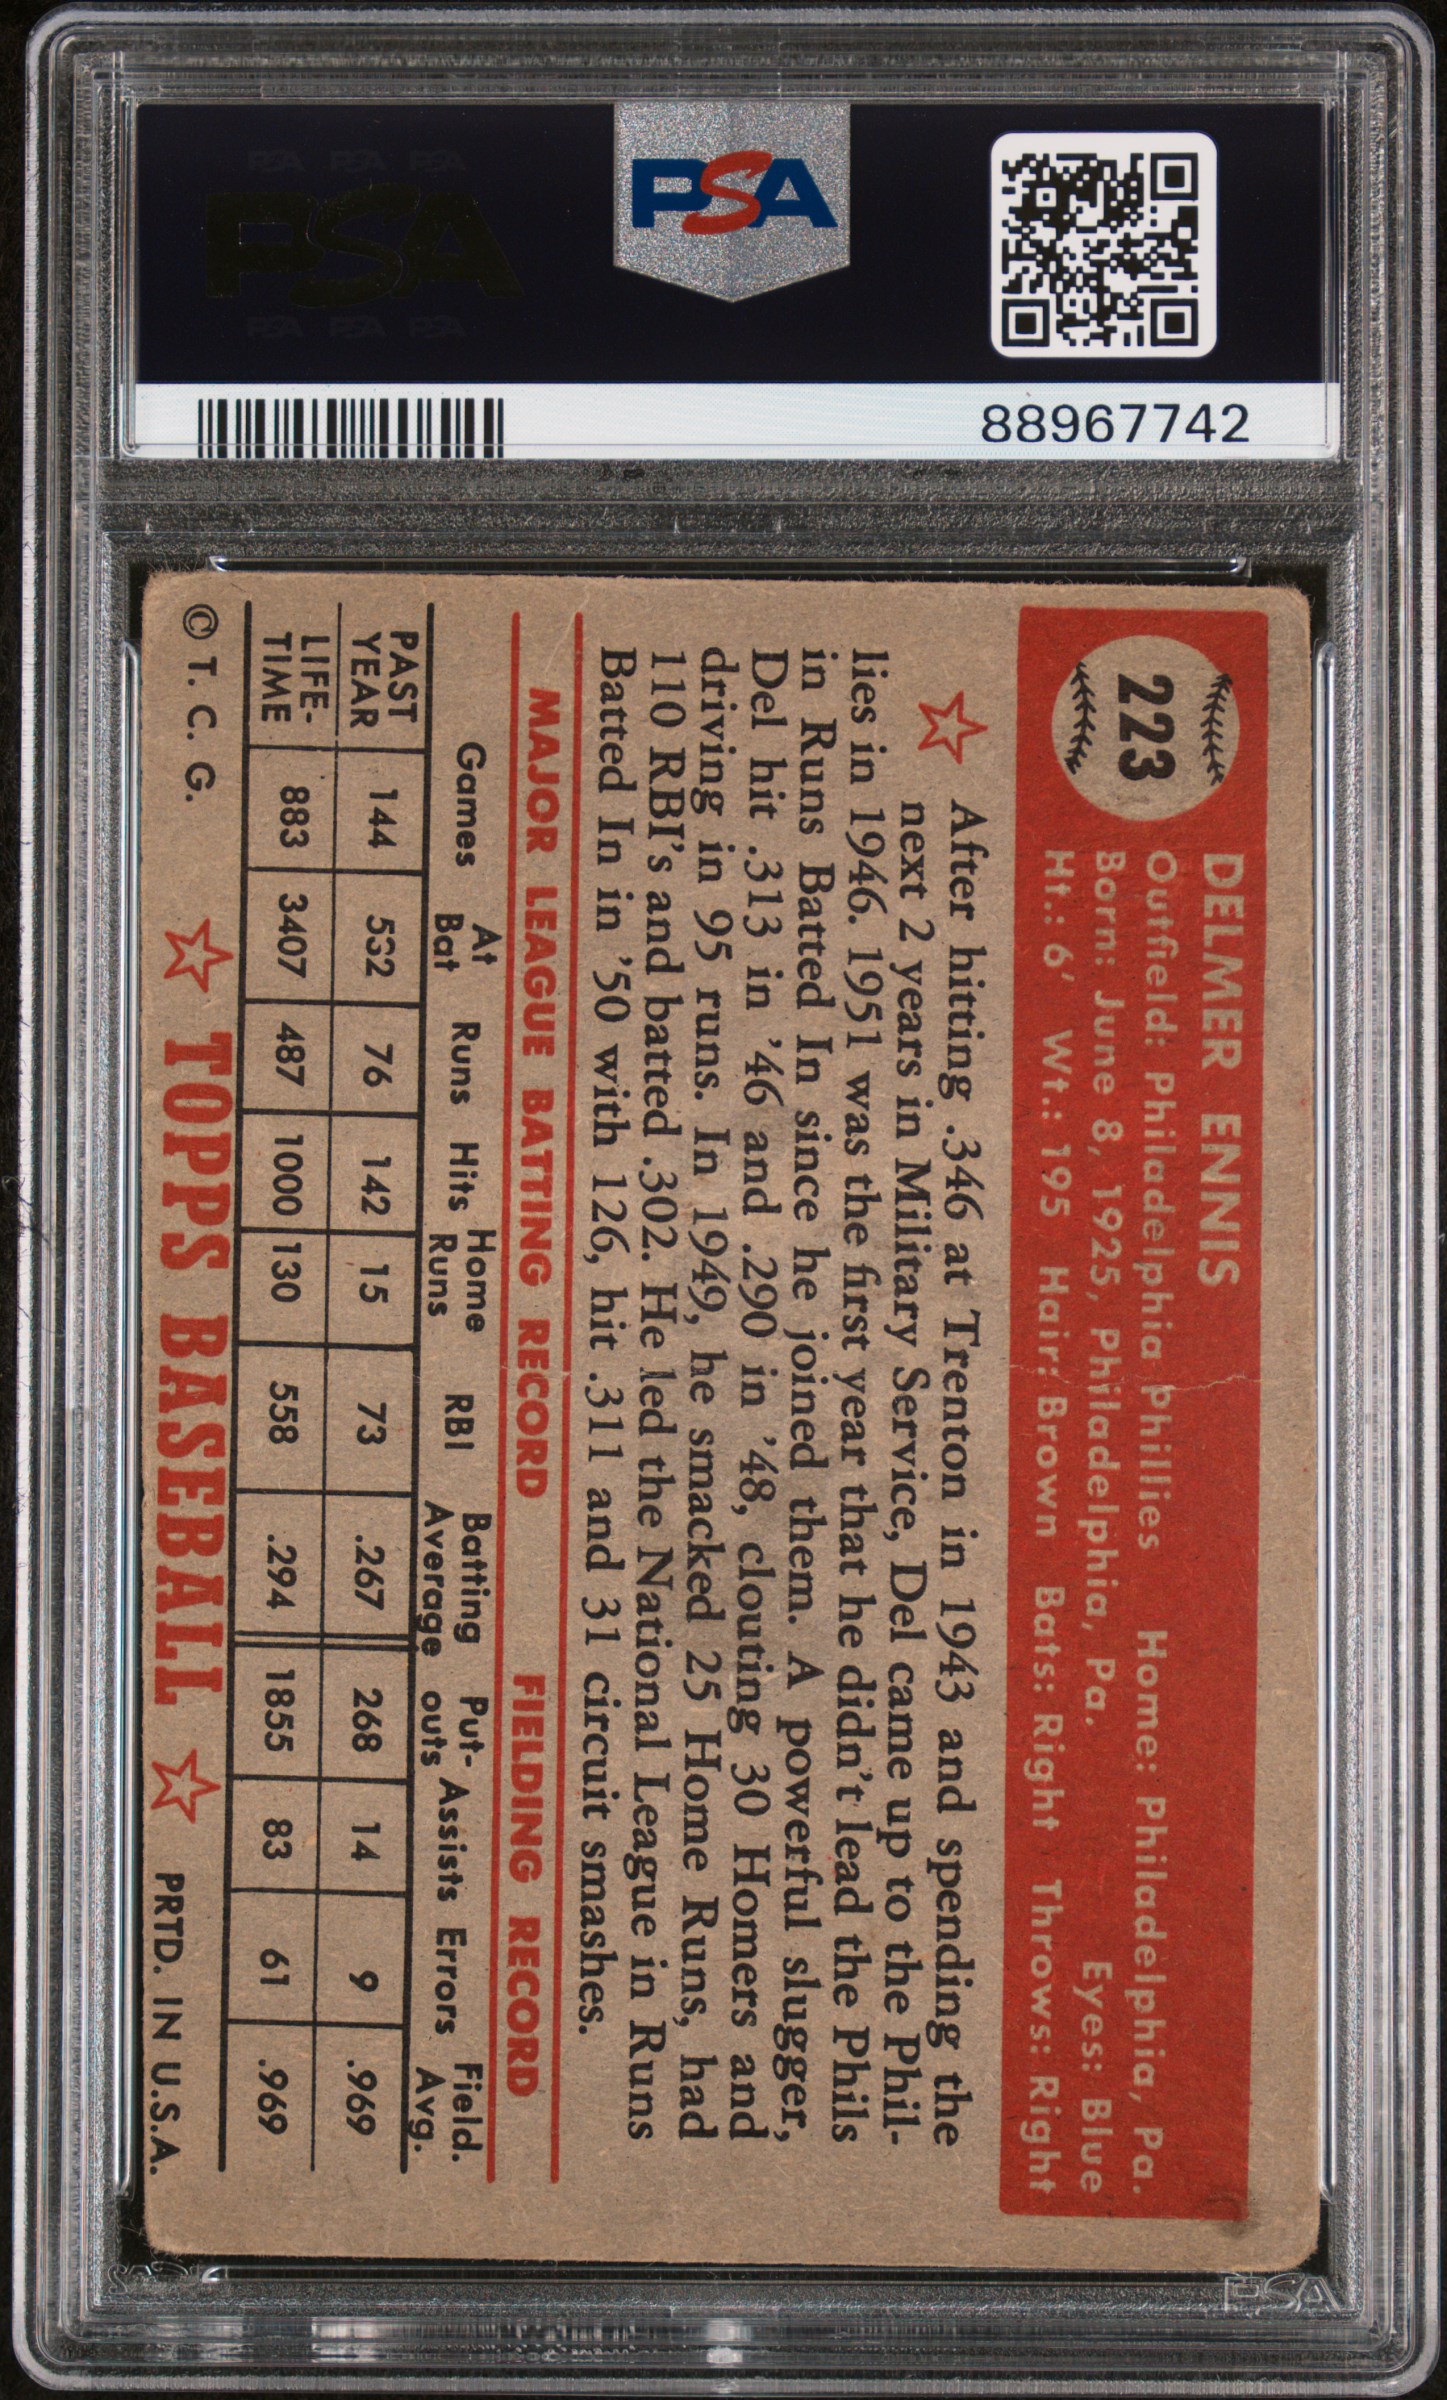 PSA
PSA PSA PSA
PSA
PSA PSA PSA
88967742
223
DELMER ENNIS
Outfield: Philadelphia Phillies Home: Philadelphia, Pa.
Born: June 8, 1925, Philadelphia, Pa. Eyes: Blue
Ht.: 6' Wt.: 195 Hair: Brown Bats: Right Throws: Right
After hitting .346 at Trenton in 1943 and spending the
next 2 years in Military Service, Del came up to the Phil-
lies in 1946. 1951 was the first year that he didn't lead the Phils
in Runs Batted In since he joined them. A powerful slugger,
Del hit .313 in '46 and .290 in '48, clouting 30 Homers and
driving in 95 runs. In 1949, he smacked 25 Home Runs, had
110 RBI's and batted .302. He led the National League in Runs
Batted In in '50 with 126, hit .311 and 31 circuit smashes.
MAJOR LEAGUE BATTING RECORD FIELDING RECORD
Games At Bat Runs Hits Home Runs RBI Batting Average Put-outs Assists Errors Field. Avg.
PAST YEAR 144 532 76 142 15 73 .267 268 14 9 .969
LIFE-TIME 883 3407 487 1000 130 558 .294 1855 83 61 .969
© T. C. G. TOPPS BASEBALL PRTD. IN U.S.A.
PSA